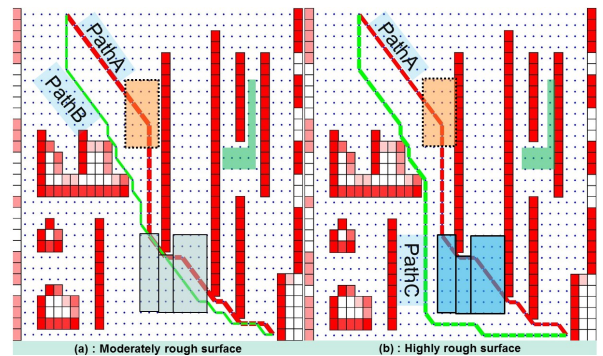 PathA
PathB
(a) : Moderately rough surface
PathA
PathC
(b) : Highly rough surface